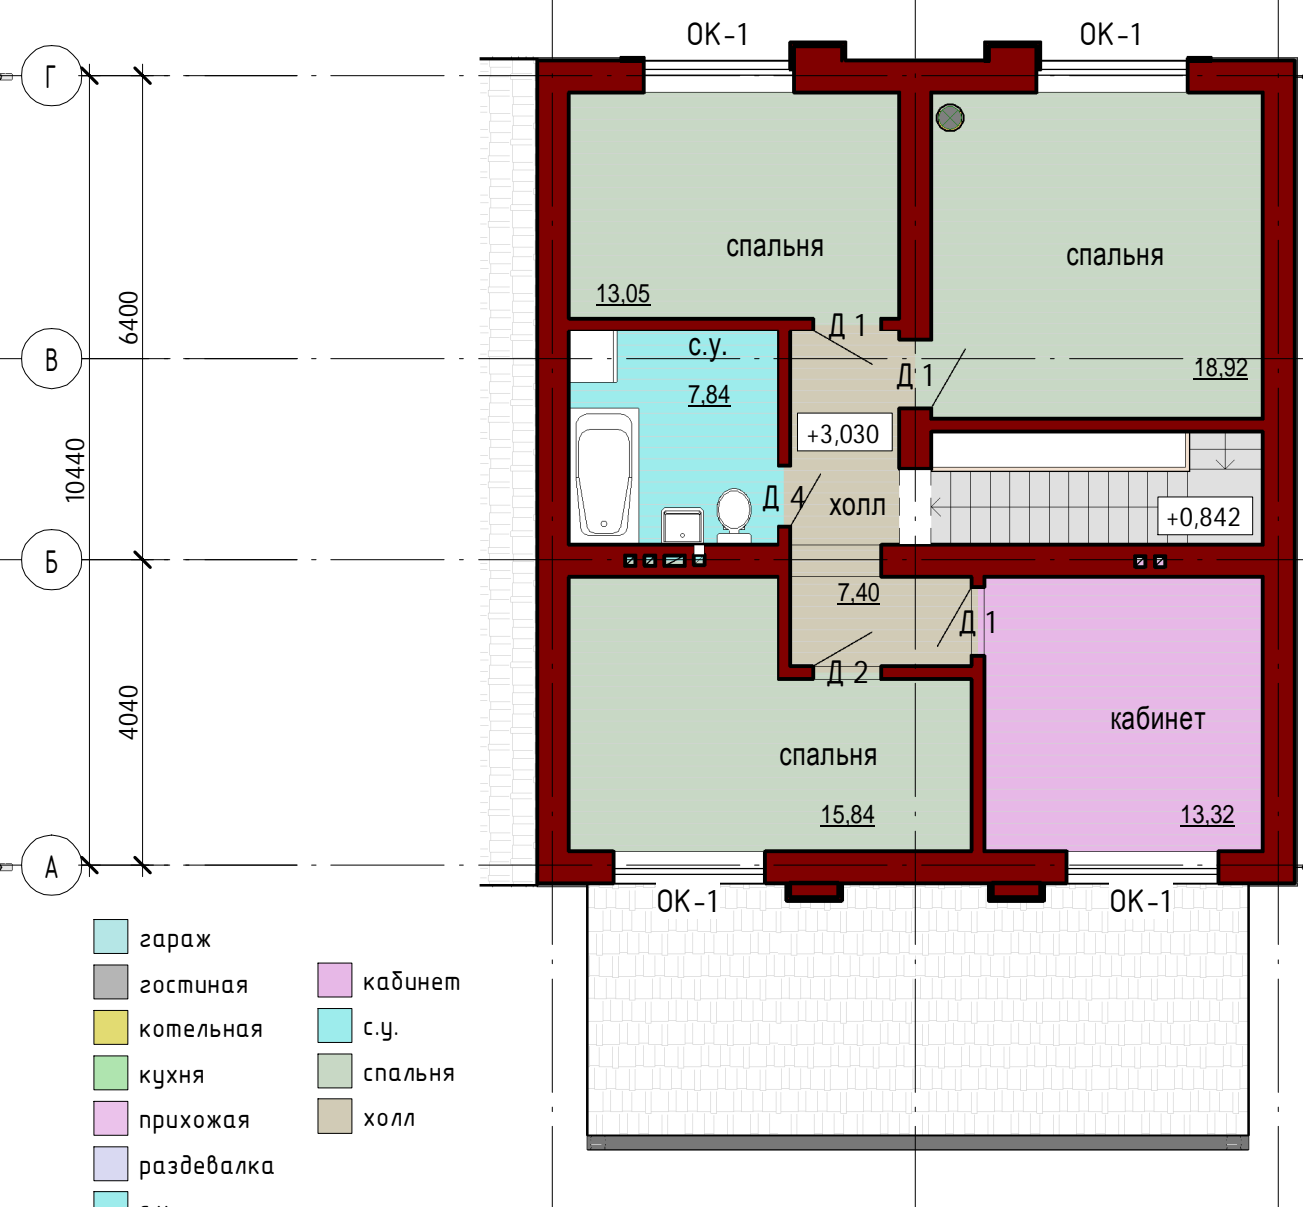 ОК-1
ОК-1
Г
спальня
спальня
13,05
6400
Д 1
с.у.
В
18,92
Д 1
7,84
+3,030
10440
Д 4
холл
+0,842
Б
7,40
Д 1
Д 2
4040
кабинет
спальня
15,84
13,32
А
ОК-1
ОК-1
гараж
гостиная
котельная
кухня
прихожая
раздевалка
кабинет
с.у.
спальня
холл